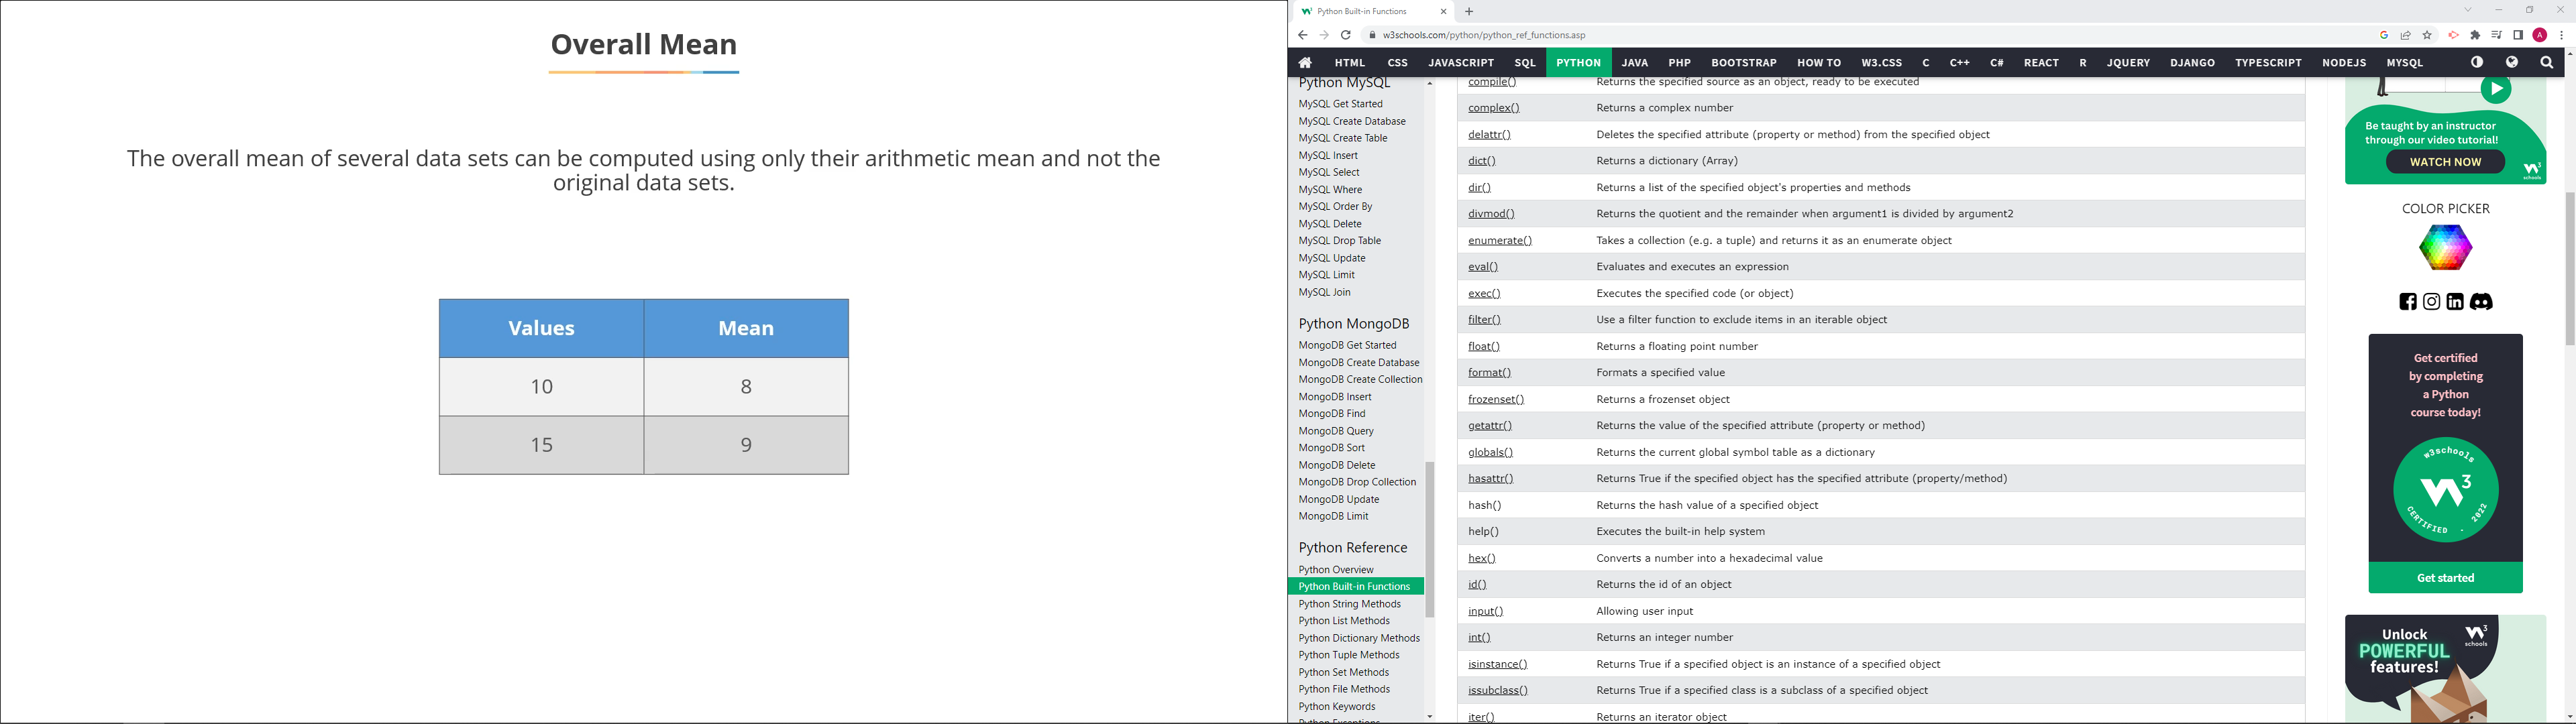 Overall Mean
The overall mean of several data sets can be computed using only their arithmetic mean and not the
original data sets.
Values Mean
10 8
15 9
Python Built-in Functions
w3schools.com/python/python_ref_functions.asp
A
HTML CSS JAVASCRIPT SQL PYTHON JAVA PHP BOOTSTRAP HOW TO W3.CSS C C++ C# REACT R JQUERY DJANGO TYPESCRIPT NODEJS MYSQL
Python MySQL
MySQL Get Started
MySQL Create Database
MySQL Create Table
MySQL Insert
MySQL Select
MySQL Where
MySQL Order By
MySQL Delete
MySQL Drop Table
MySQL Update
MySQL Limit
MySQL Join
Python MongoDB
MongoDB Get Started
MongoDB Create Database
MongoDB Create Collection
MongoDB Insert
MongoDB Find
MongoDB Query
MongoDB Sort
MongoDB Delete
MongoDB Drop Collection
MongoDB Update
MongoDB Limit
Python Reference
Python Overview
Python Built-in Functions
Python String Methods
Python List Methods
Python Dictionary Methods
Python Tuple Methods
Python Set Methods
Python File Methods
Python Keywords
Python Exceptions
compile() Returns the specified source as an object, ready to be executed
complex() Returns a complex number
delattr() Deletes the specified attribute (property or method) from the specified object
dict() Returns a dictionary (Array)
dir() Returns a list of the specified object's properties and methods
divmod() Returns the quotient and the remainder when argument1 is divided by argument2
enumerate() Takes a collection (e.g. a tuple) and returns it as an enumerate object
eval() Evaluates and executes an expression
exec() Executes the specified code (or object)
filter() Use a filter function to exclude items in an iterable object
float() Returns a floating point number
format() Formats a specified value
frozenset() Returns a frozenset object
getattr() Returns the value of the specified attribute (property or method)
globals() Returns the current global symbol table as a dictionary
hasattr() Returns True if the specified object has the specified attribute (property/method)
hash() Returns the hash value of a specified object
help() Executes the built-in help system
hex() Converts a number into a hexadecimal value
id() Returns the id of an object
input() Allowing user input
int() Returns an integer number
isinstance() Returns True if a specified object is an instance of a specified object
issubclass() Returns True if a specified class is a subclass of a specified object
iter() Returns an iterator object
Be taught by an instructor
through our video tutorial!
WATCH NOW
3
schools
COLOR PICKER
Get certified
by completing
a Python
course today!
w3schools
3
CERTIFIED . 2022
Get started
Unlock
POWERFUL
features!
3
schools